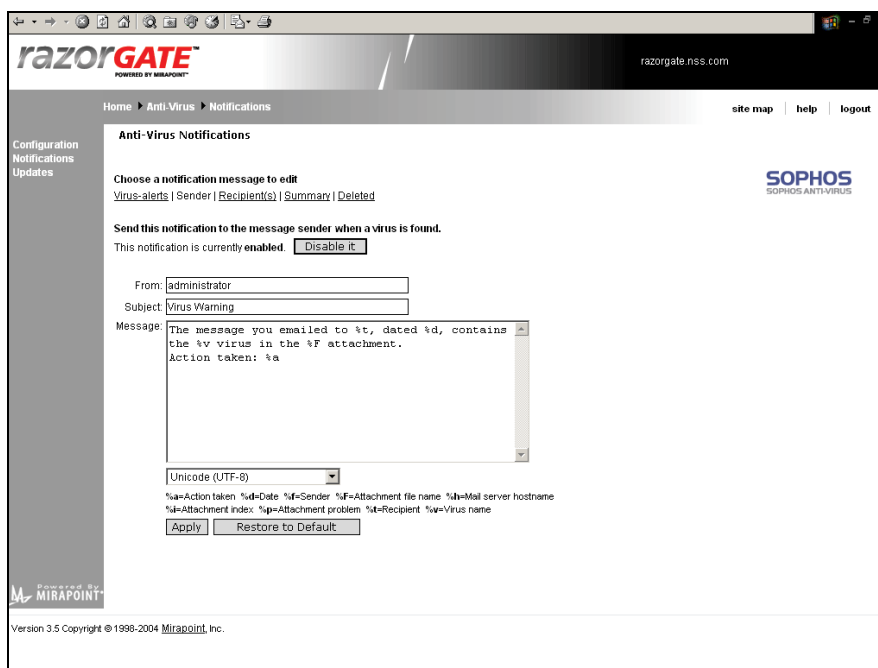 razorGATE™
POWERED BY MIRAPOINT™
razorgate.nss.com
Home Anti-Virus Notifications
site map | help | logout
Configuration
Notifications
Updates
Anti-Virus Notifications
Choose a notification message to edit
Virus-alerts | Sender | Recipient(s) | Summary | Deleted
SOPHOS
SOPHOS ANTI-VIRUS
Send this notification to the message sender when a virus is found.
This notification is currently enabled. Disable it
From: administrator
Subject: Virus Warning
Message: The message you emailed to %t, dated %d, contains
the %v virus in the %F attachment.
Action taken: %a
Unicode (UTF-8)
%a=Action taken %d=Date %f=Sender %F=Attachment file name %h=Mail server hostname
%i=Attachment index %p=Attachment problem %t=Recipient %v=Virus name
Apply Restore to Default
Powered By
MIRAPOINT
Version 3.5 Copyright © 1998-2004 Mirapoint, Inc.